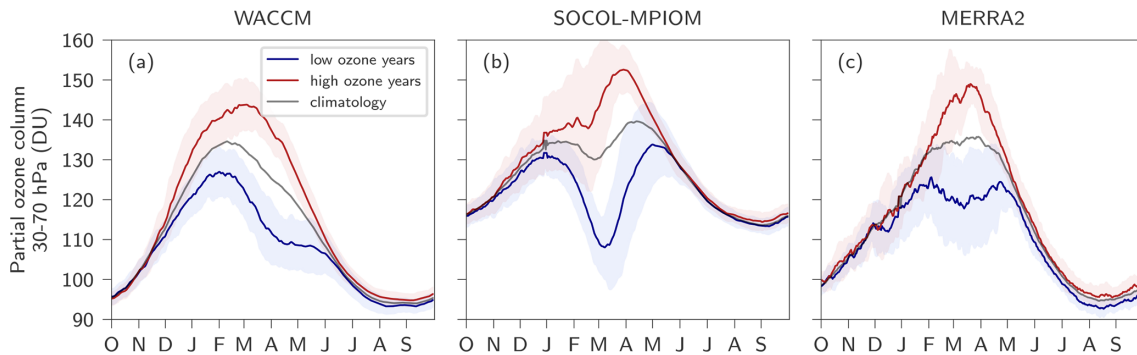 WACCM
SOCOL-MPIOM
MERRA2
Partial ozone column
30-70 hPa (DU)
160
150
140
130
120
110
100
90
(a)
low ozone years
high ozone years
climatology
(b)
(c)
O N D J F M A M J J A S
O N D J F M A M J J A S
O N D J F M A M J J A S